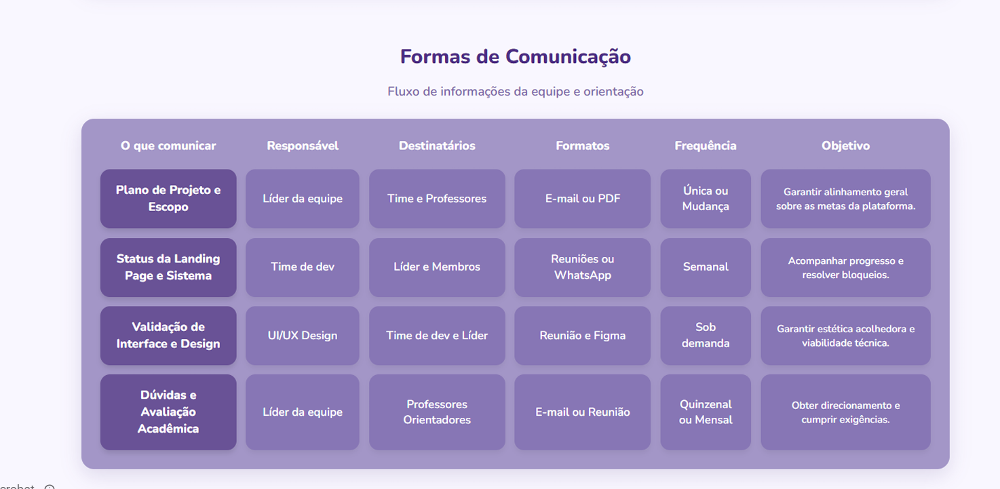 Formas de Comunicação
Fluxo de informações da equipe e orientação
O que comunicar
Responsável
Destinatários
Formatos
Frequência
Objetivo
Plano de Projeto e
Escopo
Líder da equipe
Time e Professores
E-mail ou PDF
Única ou
Mudança
Garantir alinhamento geral
sobre as metas da plataforma.
Status da Landing
Page e Sistema
Time de dev
Líder e Membros
Reuniões ou
WhatsApp
Semanal
Acompanhar progresso e
resolver bloqueios.
Validação de
Interface e Design
UI/UX Design
Time de dev e Líder
Reunião e Figma
Sob
demanda
Garantir estética acolhedora e
viabilidade técnica.
Dúvidas e
Avaliação
Acadêmica
Líder da equipe
Professores
Orientadores
E-mail ou Reunião
Quinzenal
ou Mensal
Obter direcionamento e
cumprir exigências.